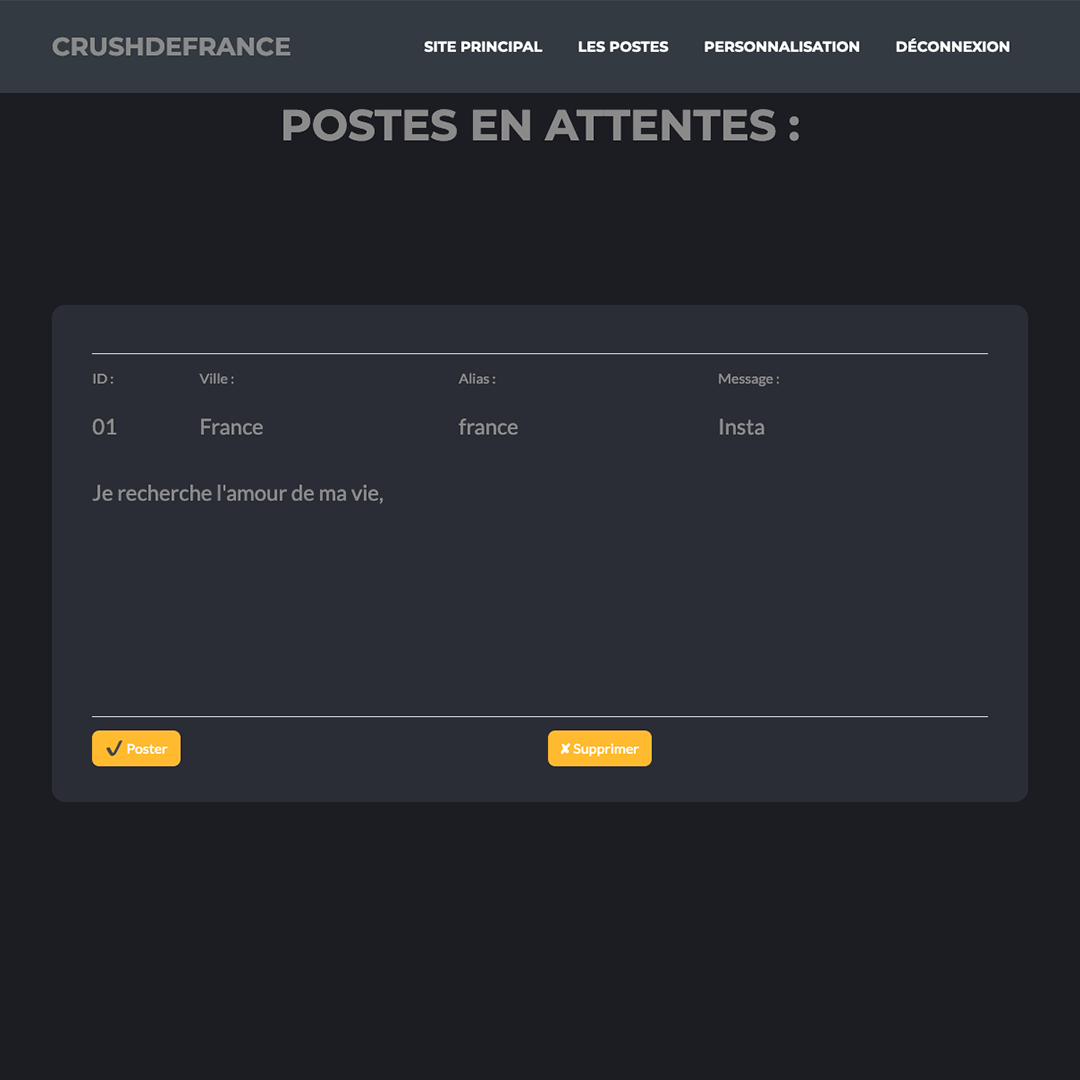 CRUSHDEFRANCE SITE PRINCIPAL LES POSTES PERSONNALISATION DÉCONNEXION
POSTES EN ATTENTES :
ID : Ville : Alias : Message :
01 France france Insta
Je recherche l'amour de ma vie,
✔ Poster ✘ Supprimer